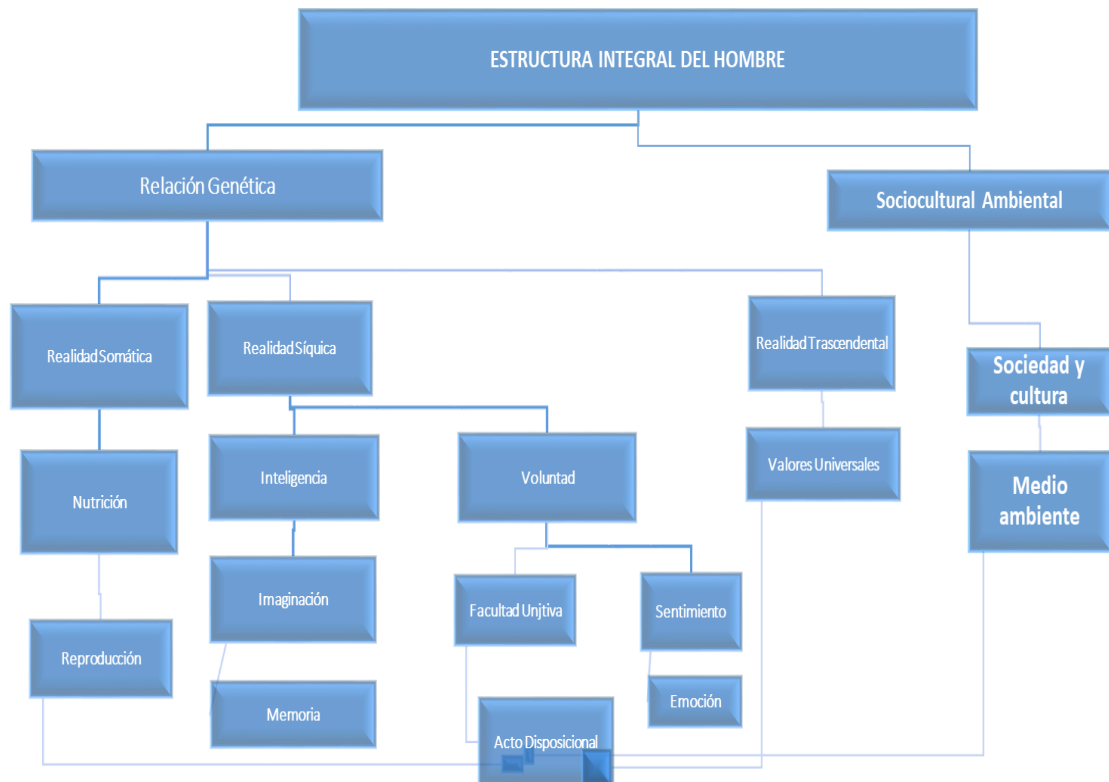 ESTRUCTURA INTEGRAL DEL HOMBRE
Relación Genética
Sociocultural Ambiental
Realidad Somática
Realidad Síquica
Realidad Trascendental
Sociedad y
cultura
Inteligencia
Voluntad
Valores Universales
Nutrición
Medio
ambiente
Imaginación
Facultad Unjtiva
Sentimiento
Reproducción
Memoria
Emoción
Acto Disposicional